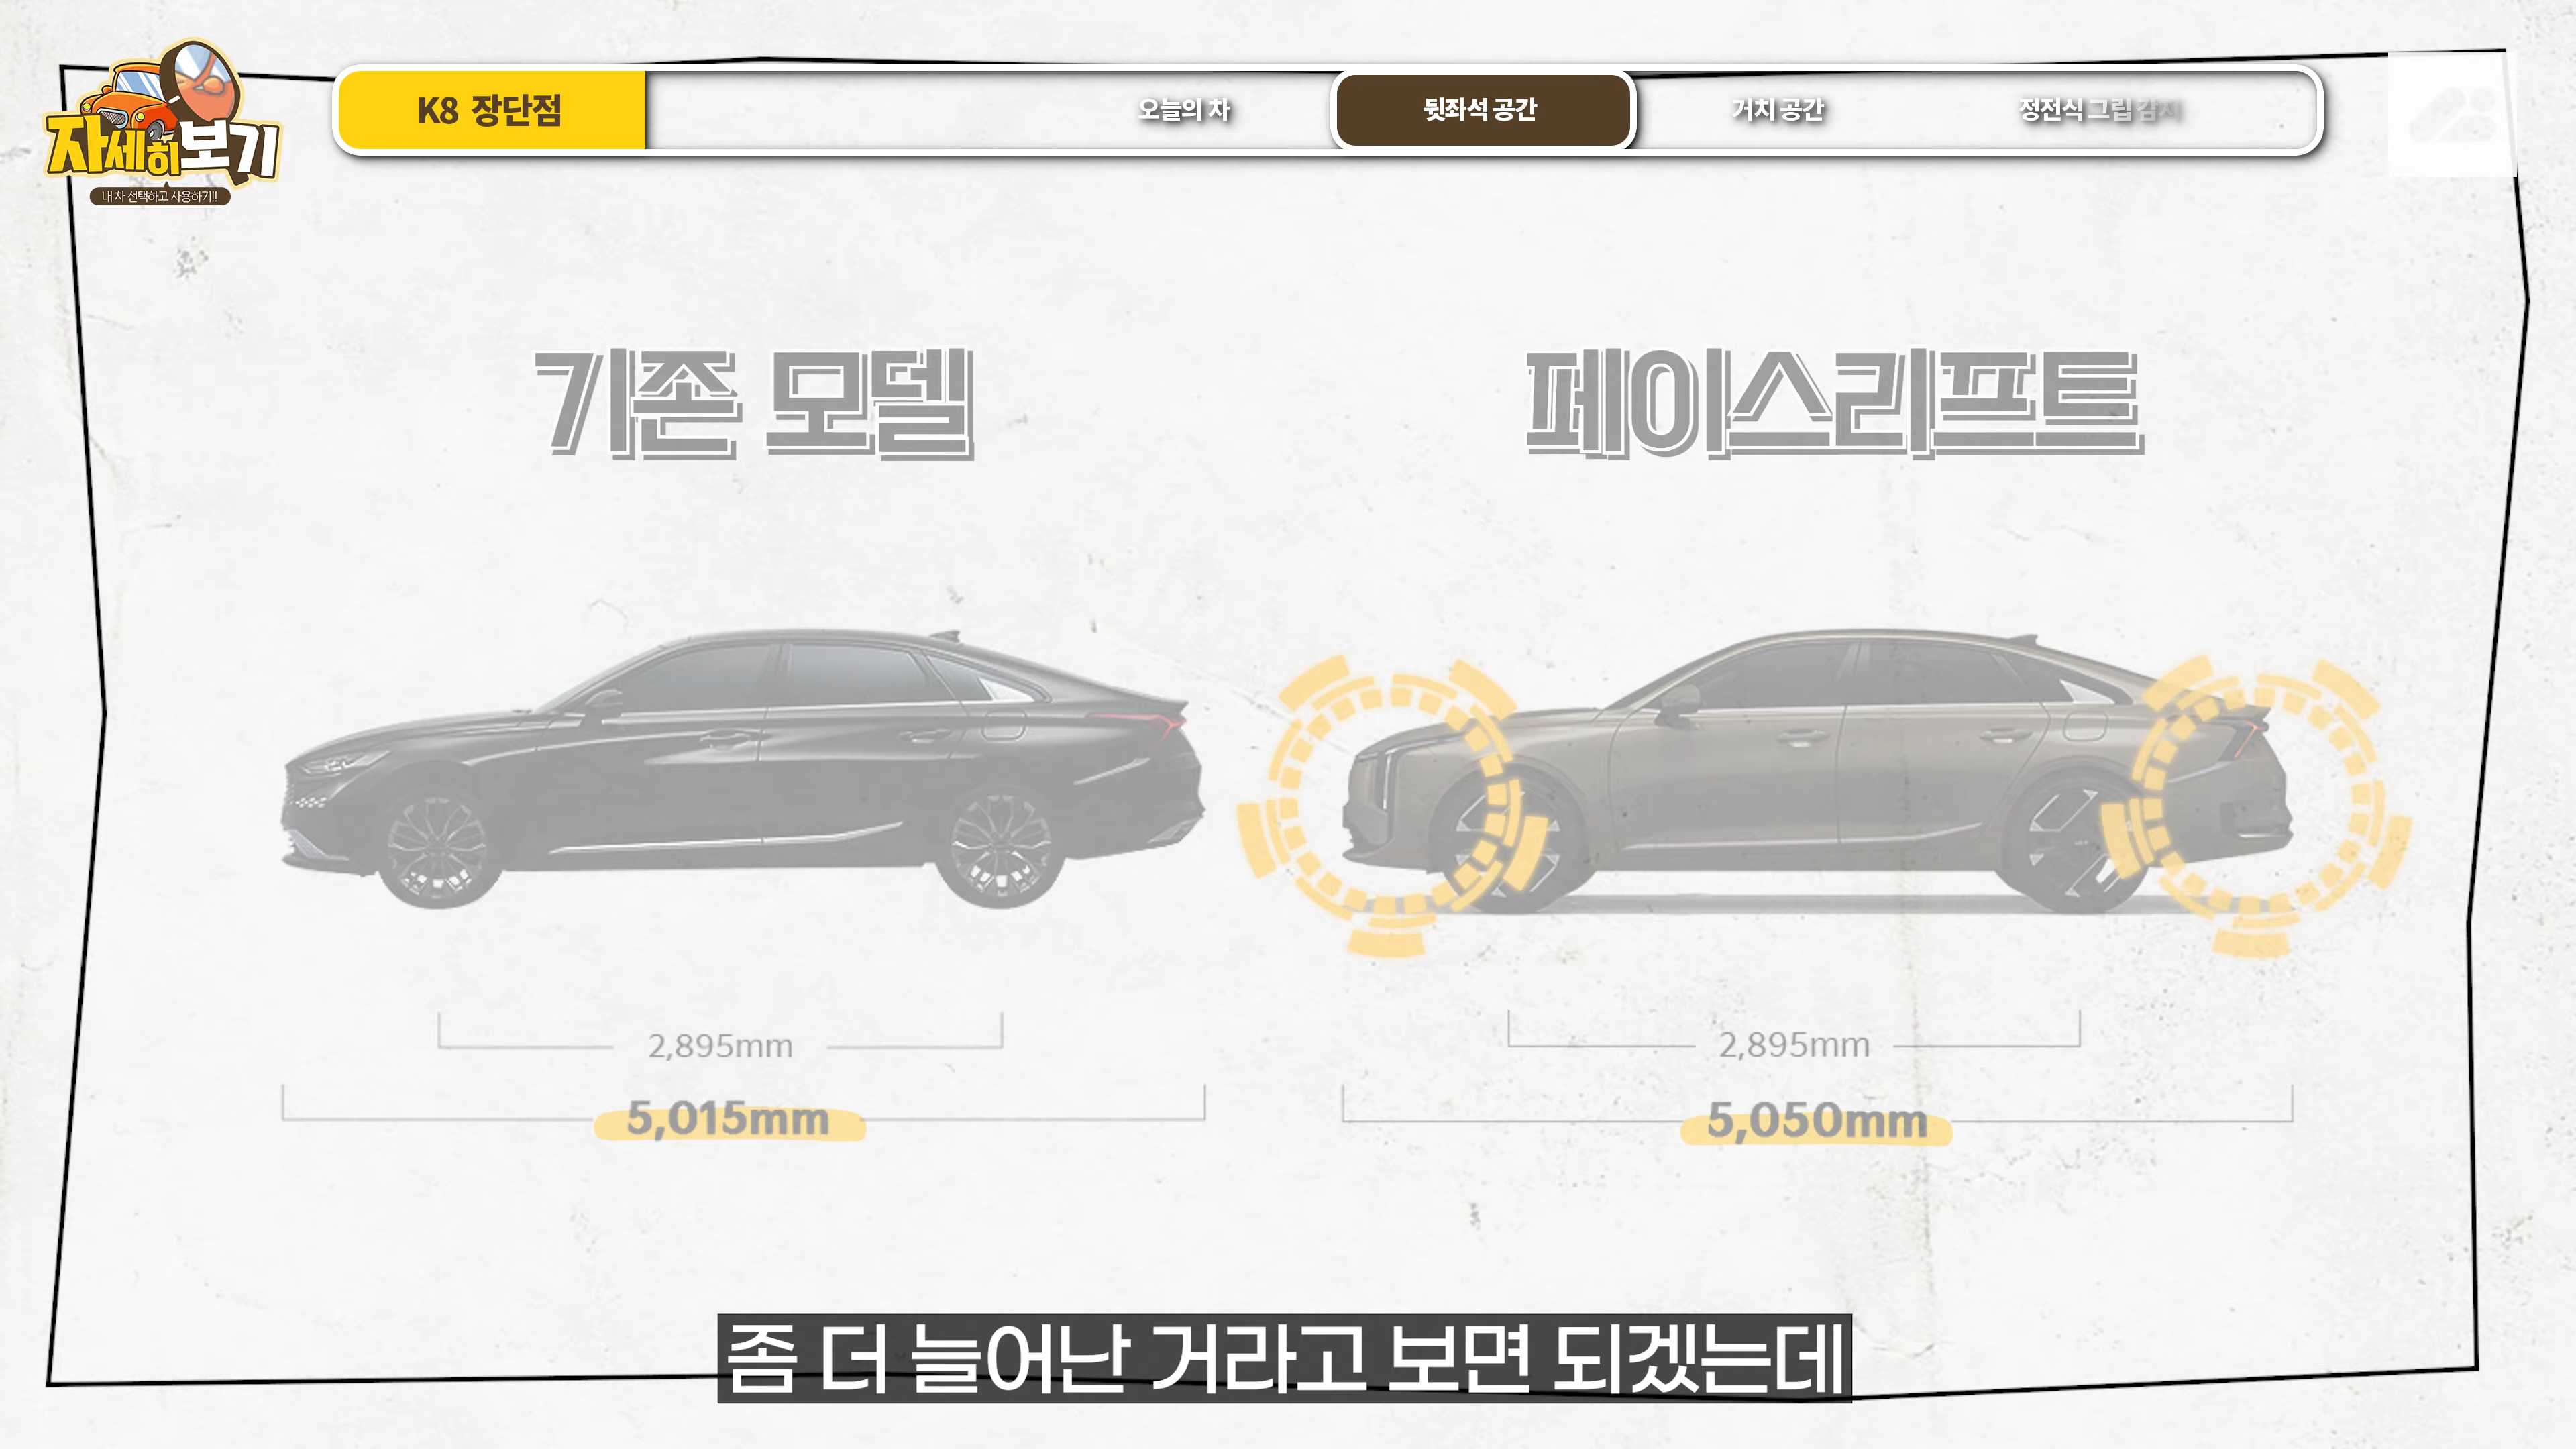 자세히보기
내 차 선택하고 사용하기!!
K8 장단점
오늘의 차
뒷좌석 공간
거치 공간
정전식 그립 감지
기존 모델
페이스리프트
2,895mm
5,015mm
2,895mm
5,050mm
좀 더 늘어난 거라고 보면 되겠는데